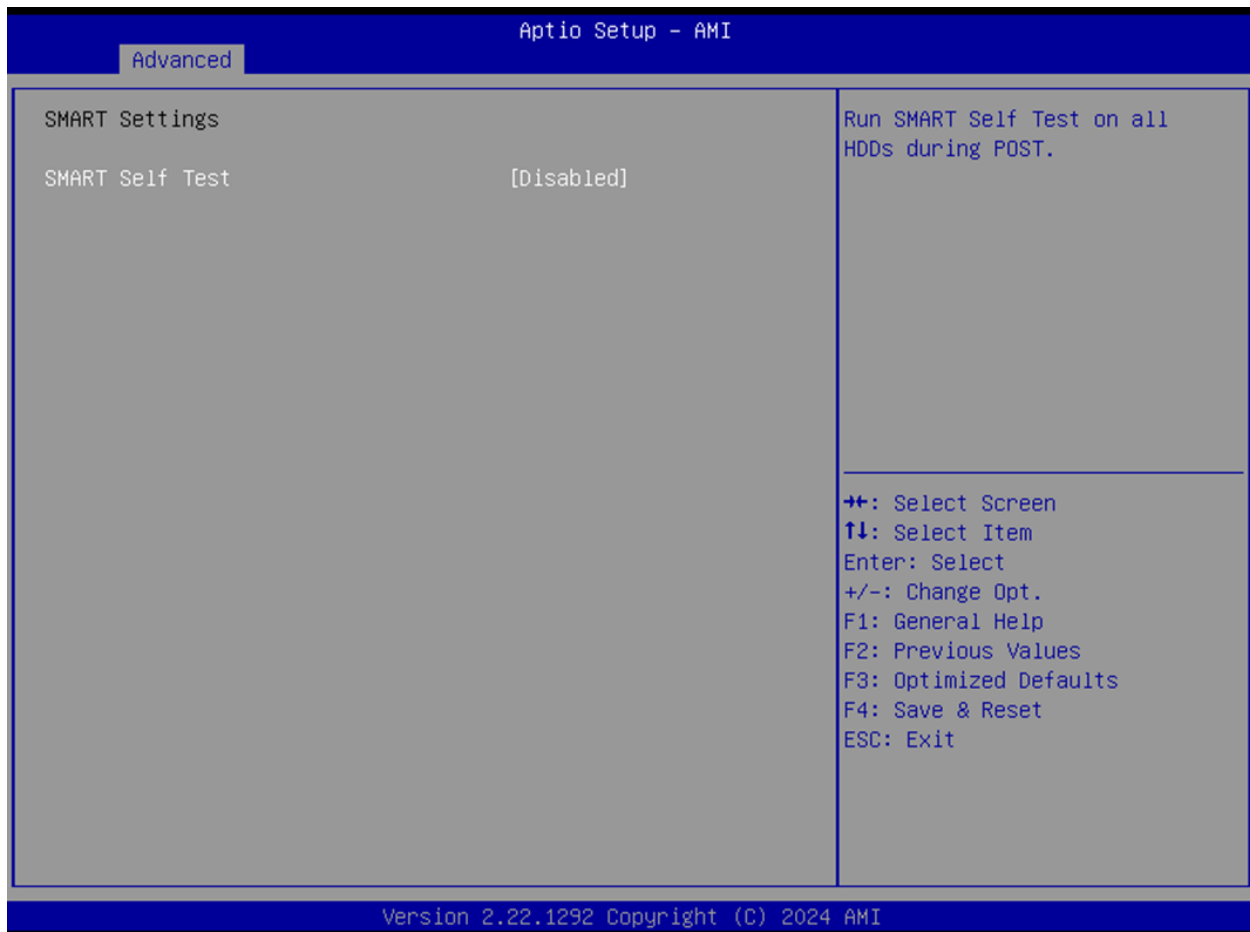 Aptio Setup – AMI
Advanced
SMART Settings
SMART Self Test [Disabled]
Run SMART Self Test on all
HDDs during POST.
→←: Select Screen
↑↓: Select Item
Enter: Select
+/-: Change Opt.
F1: General Help
F2: Previous Values
F3: Optimized Defaults
F4: Save & Reset
ESC: Exit
Version 2.22.1292 Copyright (C) 2024 AMI